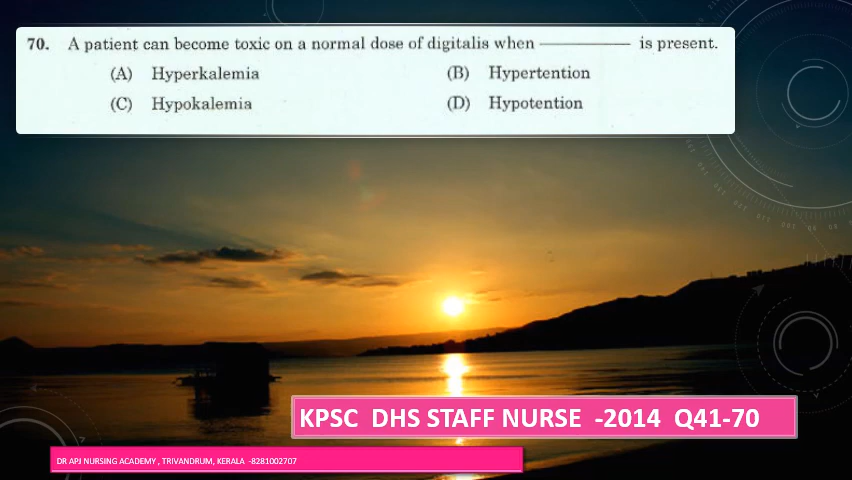 70. A patient can become toxic on a normal dose of digitalis when ———— is present.
(A) Hyperkalemia (B) Hypertention
(C) Hypokalemia (D) Hypotention
KPSC DHS STAFF NURSE -2014 Q41-70
DR APJ NURSING ACADEMY , TRIVANDRUM, KERALA -8281002707